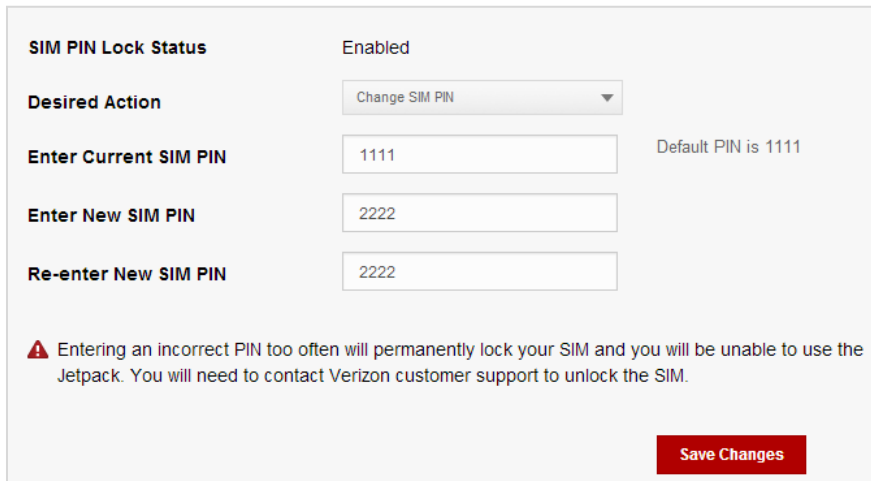 SIM PIN Lock Status Enabled
Desired Action Change SIM PIN
Enter Current SIM PIN 1111 Default PIN is 1111
Enter New SIM PIN 2222
Re-enter New SIM PIN 2222
Entering an incorrect PIN too often will permanently lock your SIM and you will be unable to use the
Jetpack. You will need to contact Verizon customer support to unlock the SIM.
Save Changes